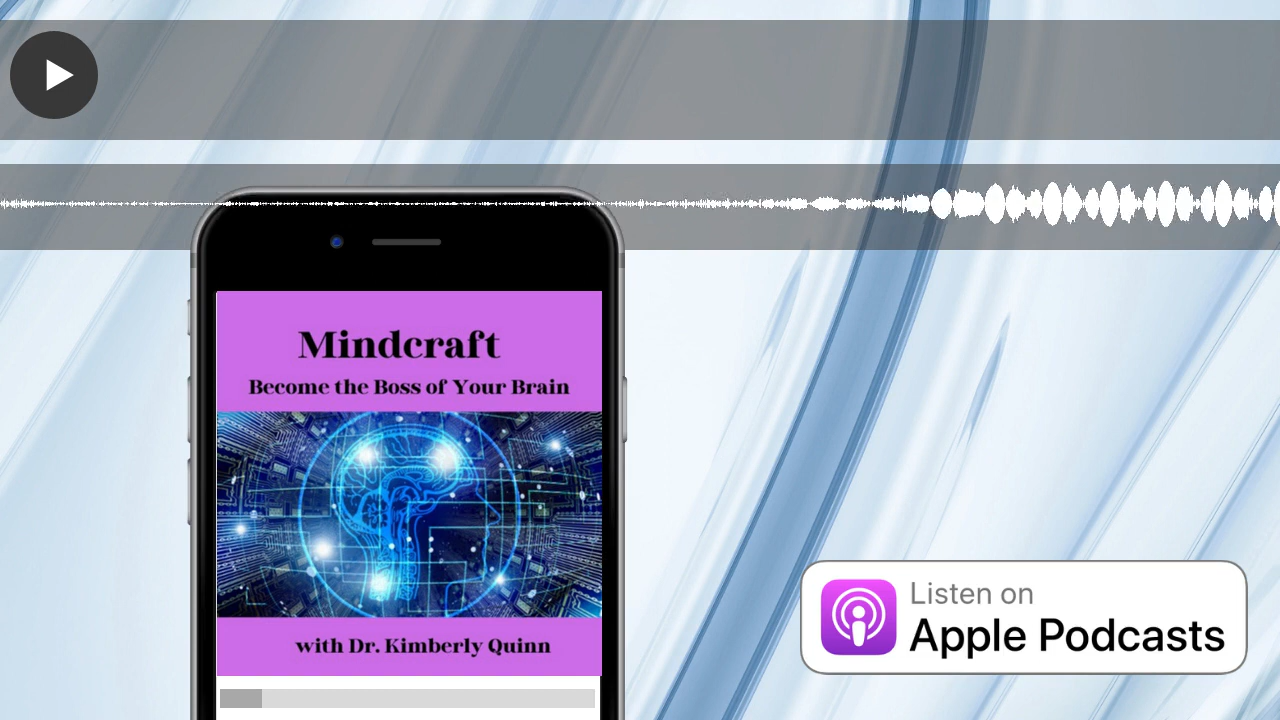 Mindcraft
Become the Boss of Your Brain
with Dr. Kimberly Quinn
Listen on
Apple Podcasts